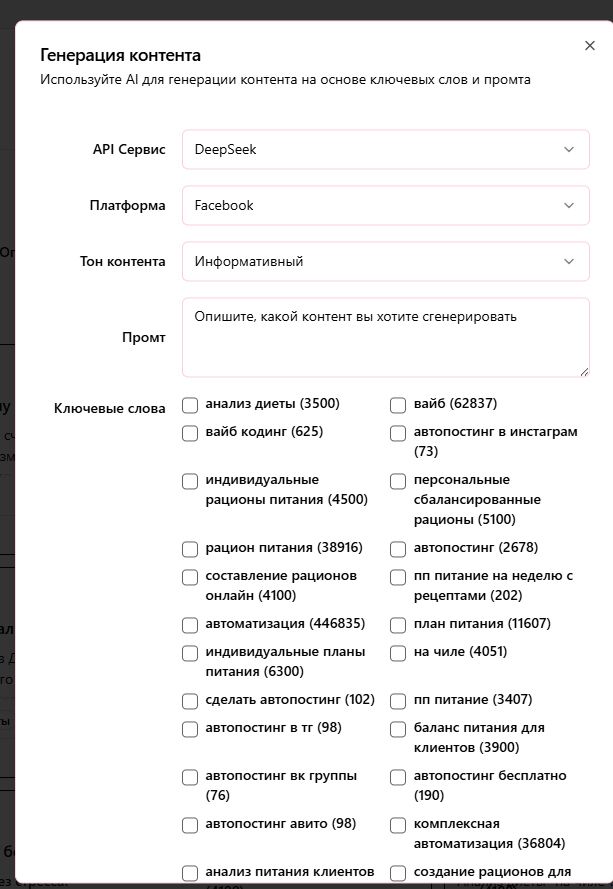 Генерация контента
Используйте AI для генерации контента на основе ключевых слов и промта
API Сервис
DeepSeek
Платформа
Facebook
Тон контента
Информативный
Промт
Опишите, какой контент вы хотите сгенерировать
Ключевые слова
анализ диеты (3500)
вайб (62837)
вайб кодинг (625)
автопостинг в инстаграм
(73)
индивидуальные
рационы питания (4500)
персональные
сбалансированные
рационы (5100)
рацион питания (38916)
автопостинг (2678)
составление рационов
онлайн (4100)
пп питание на неделю с
рецептами (202)
автоматизация (446835)
план питания (11607)
индивидуальные планы
питания (6300)
на чиле (4051)
сделать автопостинг (102)
пп питание (3407)
автопостинг в тг (98)
баланс питания для
клиентов (3900)
автопостинг вк группы
(76)
автопостинг бесплатно
(190)
автопостинг авито (98)
комплексная
автоматизация (36804)
анализ питания клиентов
создание рационов для